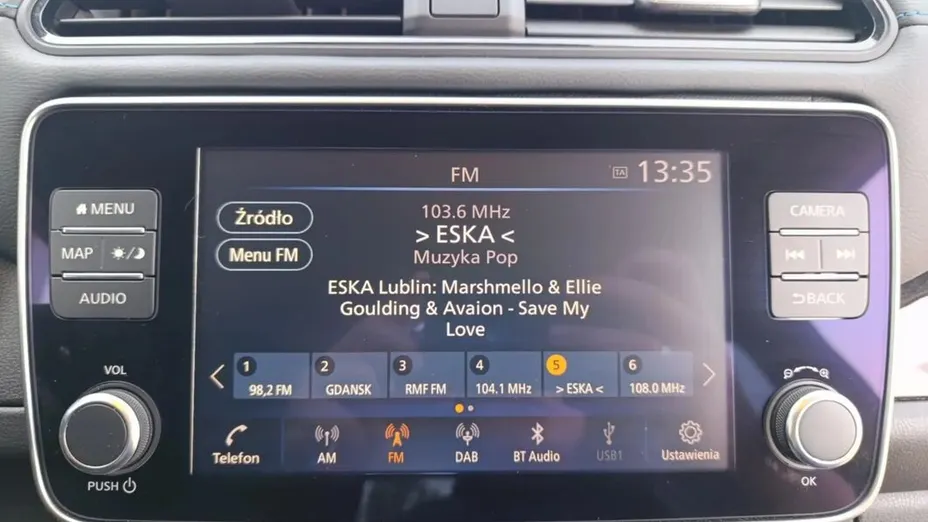 FM
TA 13:35
MENU
MAP
AUDIO
CAMERA
BACK
Źródło
Menu FM
103.6 MHz
> ESKA <
Muzyka Pop
ESKA Lublin: Marshmello & Ellie
Goulding & Avaion - Save My
Love
1 98,2 FM
2 GDANSK
3 RMF FM
4 104.1 MHz
5 > ESKA <
6 108.0 MHz
VOL
PUSH
OK
Telefon
AM
FM
DAB
BT Audio
USB1
Ustawienia